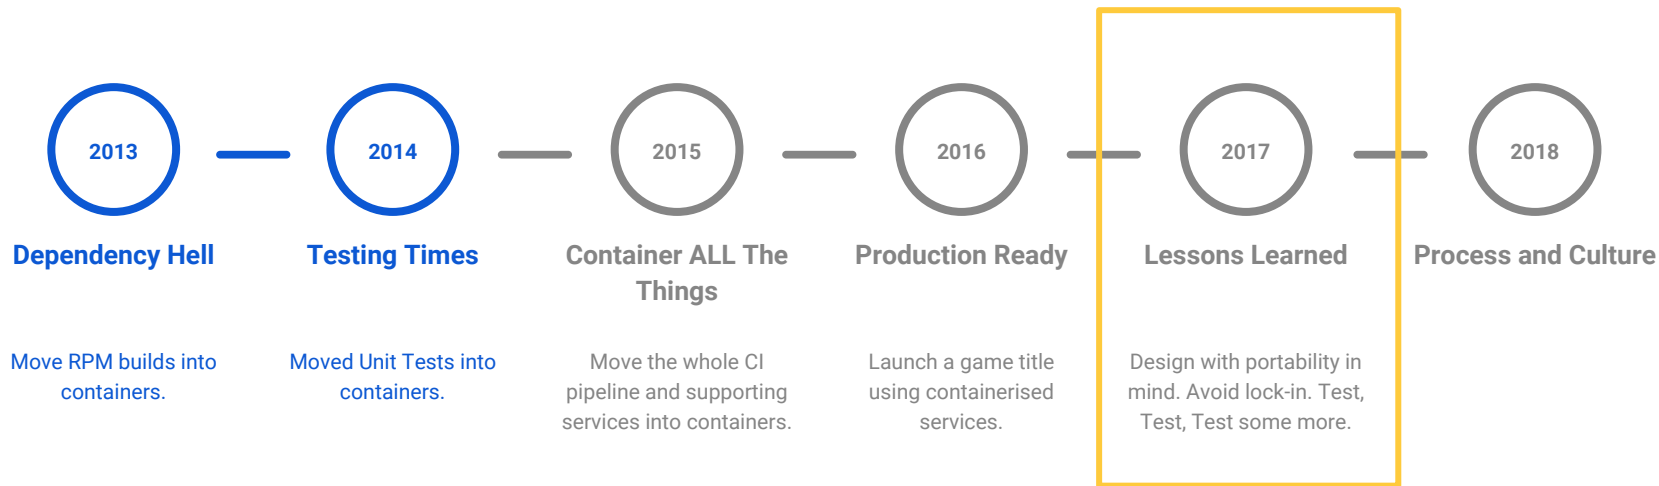 2013
Dependency Hell
Move RPM builds into
containers.
2014
Testing Times
Moved Unit Tests into
containers.
2015
Container ALL The
Things
Move the whole CI
pipeline and supporting
services into containers.
2016
Production Ready
Launch a game title
using containerised
services.
2017
Lessons Learned
Design with portability in
mind. Avoid lock-in. Test,
Test, Test some more.
2018
Process and Culture